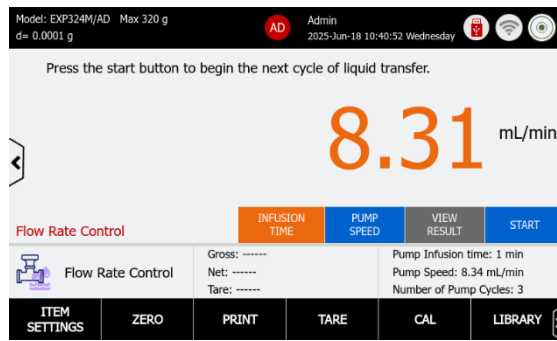 Model: EXP324M/AD Max 320 g
d= 0.0001 g
AD
Admin
2025-Jun-18 10:40:52 Wednesday
Press the start button to begin the next cycle of liquid transfer.
8.31 mL/min
Flow Rate Control
INFUSION TIME
PUMP SPEED
VIEW RESULT
START
Flow Rate Control
Gross: ------
Net: ------
Tare: ------
Pump Infusion time: 1 min
Pump Speed: 8.34 mL/min
Number of Pump Cycles: 3
ITEM SETTINGS
ZERO
PRINT
TARE
CAL
LIBRARY